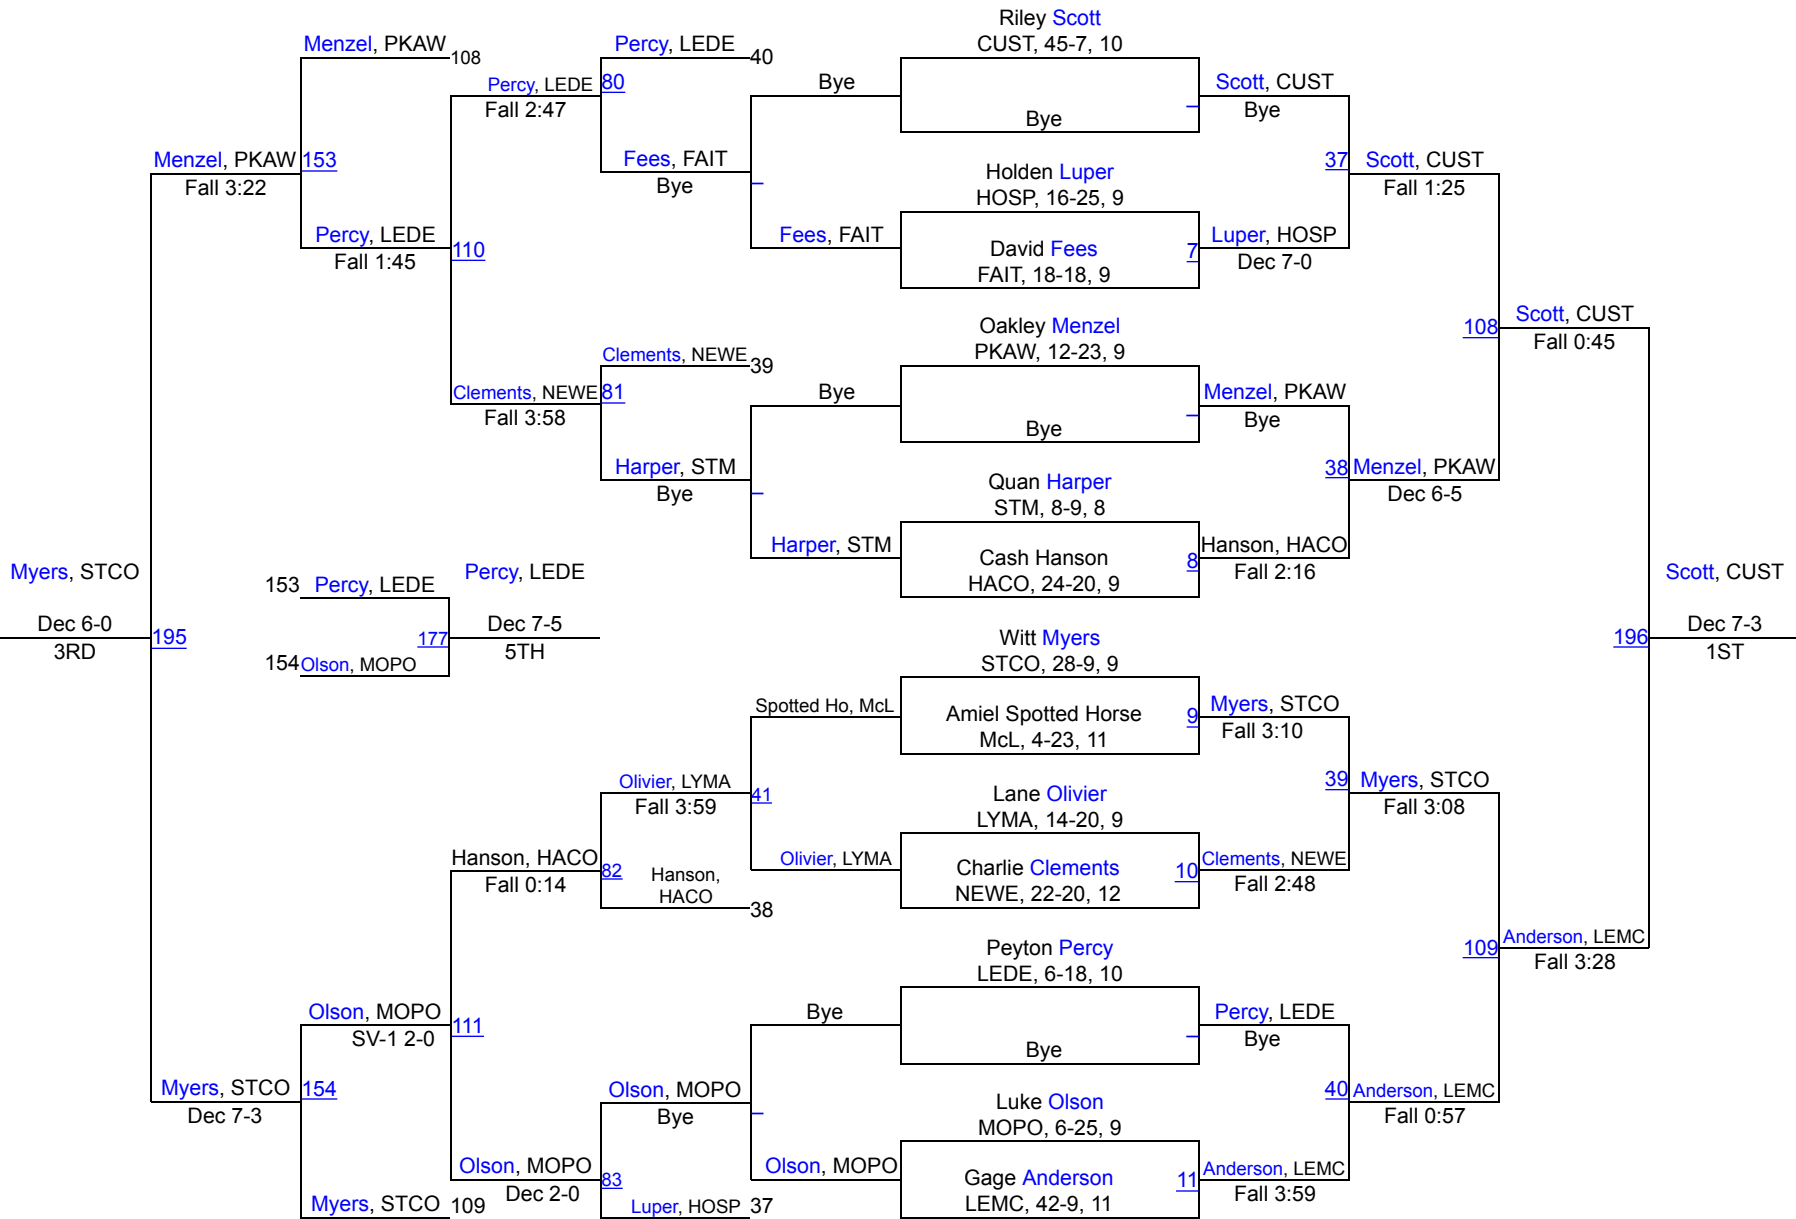 Riley Scott
Menzel, PKAW
108
Percy, LEDE
40
CUST, 45-7, 10
Percy, LEDE
80
Bye
Scott, CUST
Fall 2:47
Bye
Bye
Menzel, PKAW
153
Fees, FAIT
37
Scott, CUST
Fall 3:22
Bye
Holden Luper
Fall 1:25
HOSP, 16-25, 9
Percy, LEDE
110
Fees, FAIT
David Fees
7
Luper, HOSP
Fall 1:45
FAIT, 18-18, 9
Dec 7-0
Oakley Menzel
108
Scott, CUST
Clements, NEWE
39
PKAW, 12-23, 9
Fall 0:45
Clements, NEWE
81
Bye
Menzel, PKAW
Fall 3:58
Bye
Bye
Harper, STM
38
Menzel, PKAW
Bye
Quan Harper
Dec 6-5
STM, 8-9, 8
Harper, STM
Cash Hanson
8
Hanson, HACO
HACO, 24-20, 9
Fall 2:16
Myers, STCO
153
Percy, LEDE
Percy, LEDE
Scott, CUST
Dec 6-0
195
177
Dec 7-5
Witt Myers
196
Dec 7-3
3RD
154
Olson, MOPO
5TH
STCO, 28-9, 9
1ST
Spotted Ho, McL
Amiel Spotted Horse
9
Myers, STCO
McL, 4-23, 11
Fall 3:10
Olivier, LYMA
41
Lane Olivier
39
Myers, STCO
Fall 3:59
LYMA, 14-20, 9
Fall 3:08
Hanson, HACO
82
Hanson,
HACO
38
Olivier, LYMA
Charlie Clements
10
Clements, NEWE
Fall 0:14
NEWE, 22-20, 12
Fall 2:48
Peyton Percy
109
Anderson, LEMC
LEDE, 6-18, 10
Fall 3:28
Olson, MOPO
111
Bye
Percy, LEDE
SV-1 2-0
Bye
Bye
Myers, STCO
154
Olson, MOPO
40
Anderson, LEMC
Dec 7-3
Bye
Luke Olson
Fall 0:57
MOPO, 6-25, 9
Olson, MOPO
83
Olson, MOPO
Gage Anderson
11
Anderson, LEMC
Dec 2-0
LEMC, 42-9, 11
Fall 3:59
Myers, STCO
109
Luper, HOSP
37